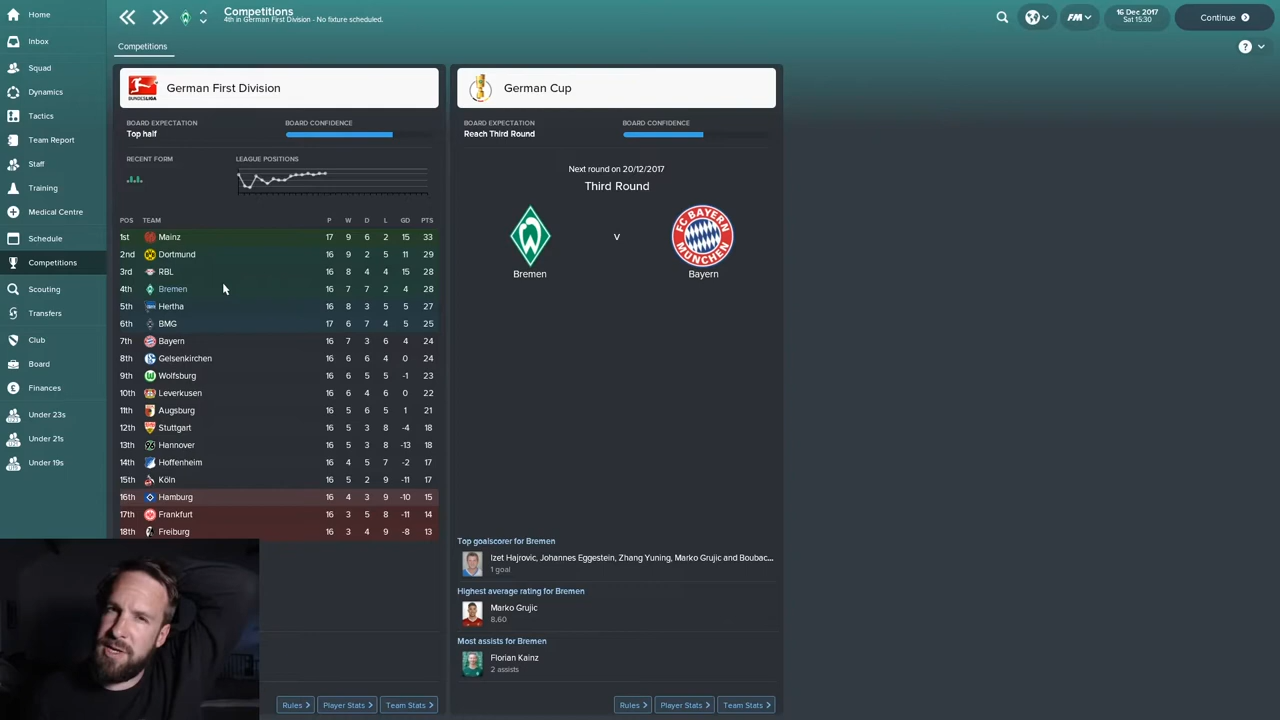 Home
Inbox
Squad
Dynamics
Tactics
Team Report
Staff
Training
Medical Centre
Schedule
Competitions
Scouting
Transfers
Club
Board
Finances
Under 23s
Under 21s
Under 19s
Competitions
4th in German First Division - No fixture scheduled.
FM
16 Dec 2017
Sat 15:30
Continue
Competitions
?
BUNDESLIGA
German First Division
BOARD EXPECTATION BOARD CONFIDENCE
Top half
RECENT FORM LEAGUE POSITIONS
POS TEAM P W D L GD PTS
1st Mainz 17 9 6 2 15 33
2nd Dortmund 16 9 2 5 11 29
3rd RBL 16 8 4 4 15 28
4th Bremen 16 7 7 2 4 28
5th Hertha 16 8 3 5 5 27
6th BMG 17 6 7 4 5 25
7th Bayern 16 7 3 6 4 24
8th Gelsenkirchen 16 6 6 4 0 24
9th Wolfsburg 16 6 5 5 -1 23
10th Leverkusen 16 6 4 6 0 22
11th Augsburg 16 5 6 5 1 21
12th Stuttgart 16 5 3 8 -4 18
13th Hannover 16 5 3 8 -13 18
14th Hoffenheim 16 4 5 7 -2 17
15th Köln 16 5 2 9 -11 17
16th Hamburg 16 4 3 9 -10 15
17th Frankfurt 16 3 5 8 -11 14
18th Freiburg 16 3 4 9 -8 13
Rules Player Stats Team Stats
German Cup
BOARD EXPECTATION BOARD CONFIDENCE
Reach Third Round
Next round on 20/12/2017
Third Round
V
FC BAYERN
MÜNCHEN
Bremen Bayern
Top goalscorer for Bremen
Izet Hajrovic, Johannes Eggestein, Zhang Yuning, Marko Grujic and Boubac...
1 goal
Highest average rating for Bremen
Marko Grujic
8.60
Most assists for Bremen
Florian Kainz
2 assists
Rules Player Stats Team Stats